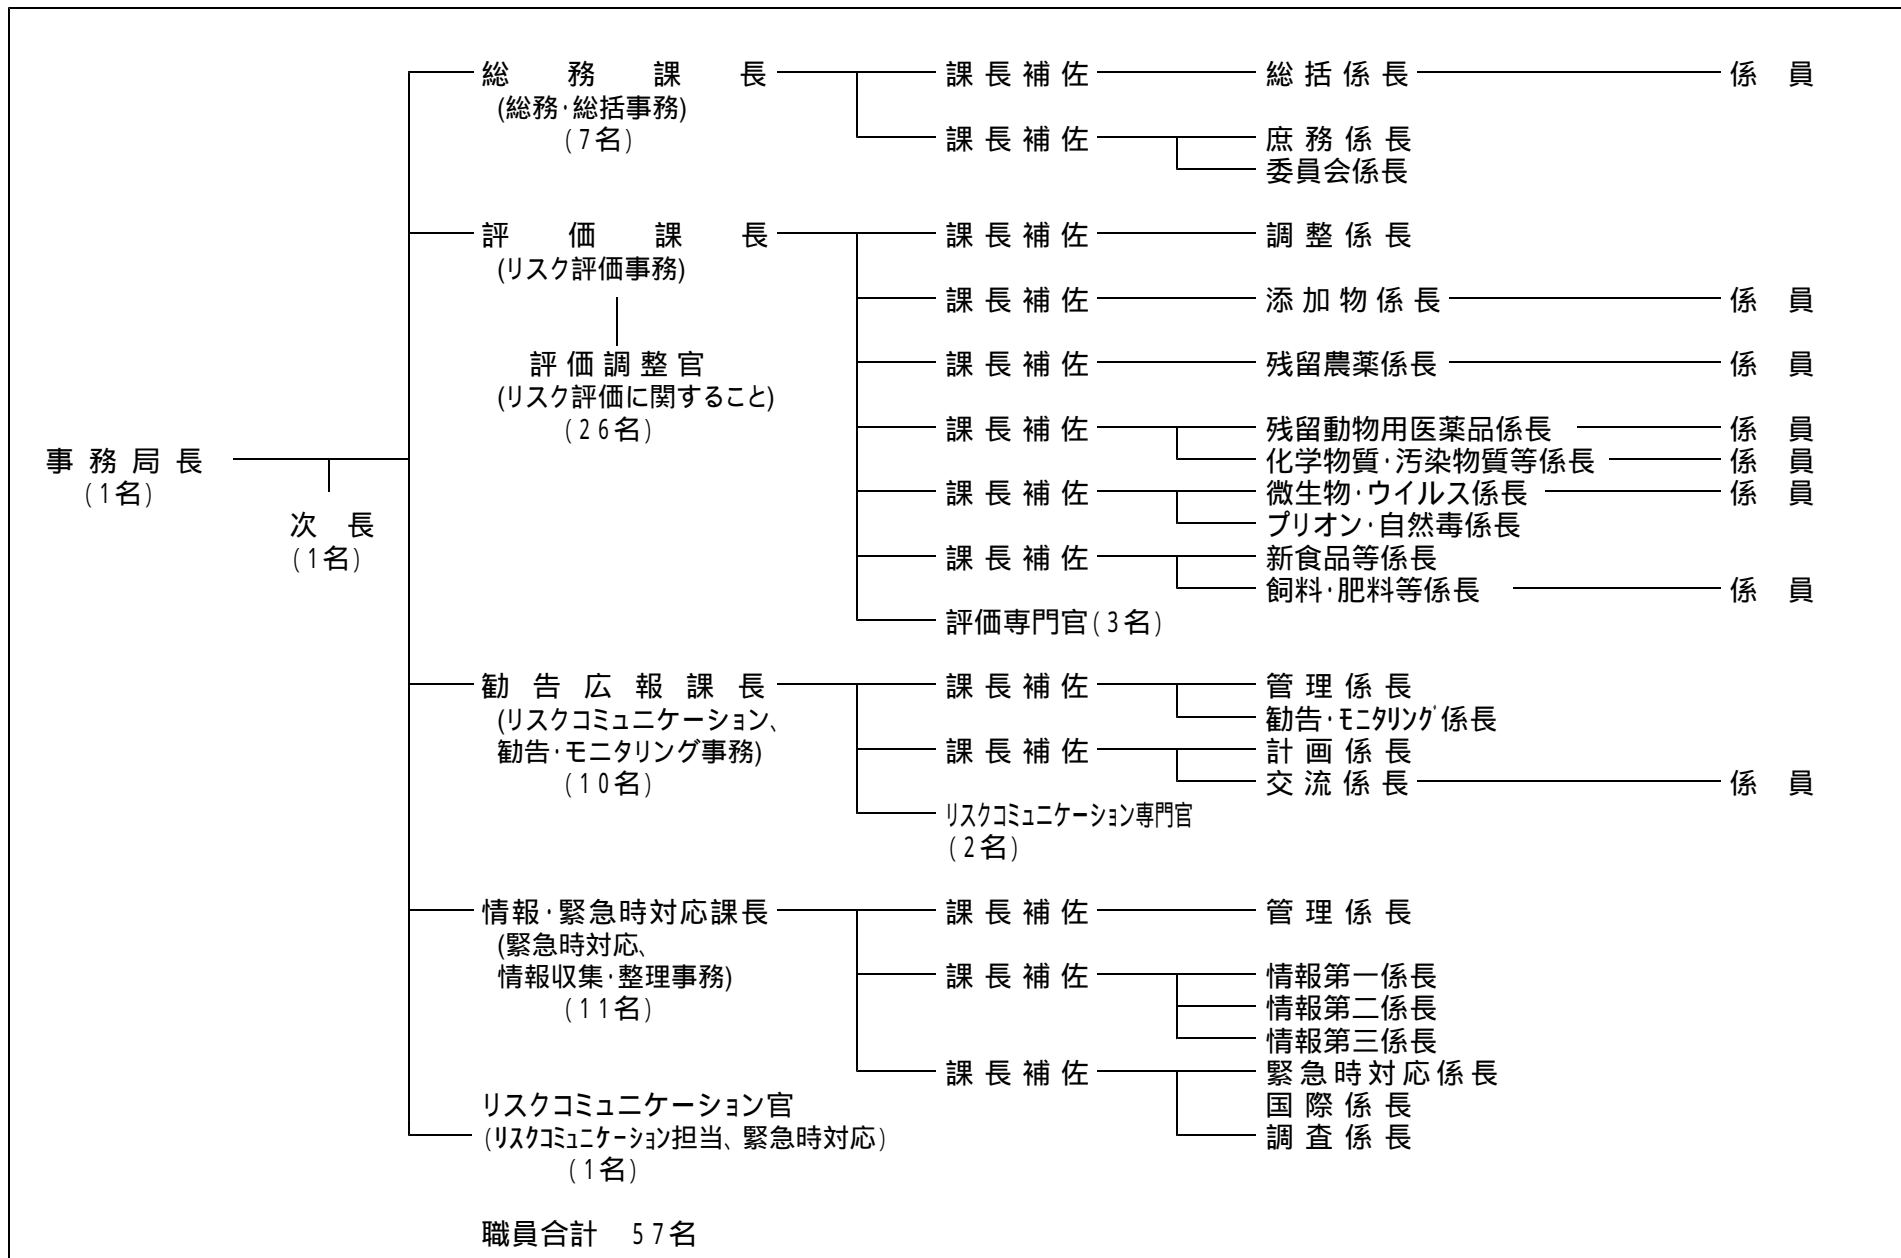 総務課長 課長補佐 総括係長 係員
(総務・総括事務)
(7名) 課長補佐 庶務係長
委員会係長
評価課長 課長補佐 調整係長
(リスク評価事務)
課長補佐 添加物係長 係員
評価調整官 課長補佐 残留農薬係長 係員
(リスク評価に関すること)
(26名) 課長補佐 残留動物用医薬品係長 係員
事務局長 化学物質・汚染物質等係長 係員
(1名) 課長補佐 微生物・ウイルス係長 係員
次長 プリオン・自然毒係長
(1名) 課長補佐 新食品等係長
飼料・肥料等係長 係員
評価専門官(3名)
勧告広報課長 課長補佐 管理係長
(リスクコミュニケーション、 勧告・モニタリング係長
勧告・モニタリング事務) 課長補佐 計画係長
(10名) 交流係長 係員
リスクコミュニケーション専門官
(2名)
情報・緊急時対応課長 課長補佐 管理係長
(緊急時対応、
情報収集・整理事務) 課長補佐 情報第一係長
(11名) 情報第二係長
情報第三係長
課長補佐 緊急時対応係長
リスクコミュニケーション官 国際係長
(リスクコミュニケーション担当、緊急時対応) 調査係長
(1名)
職員合計 57名